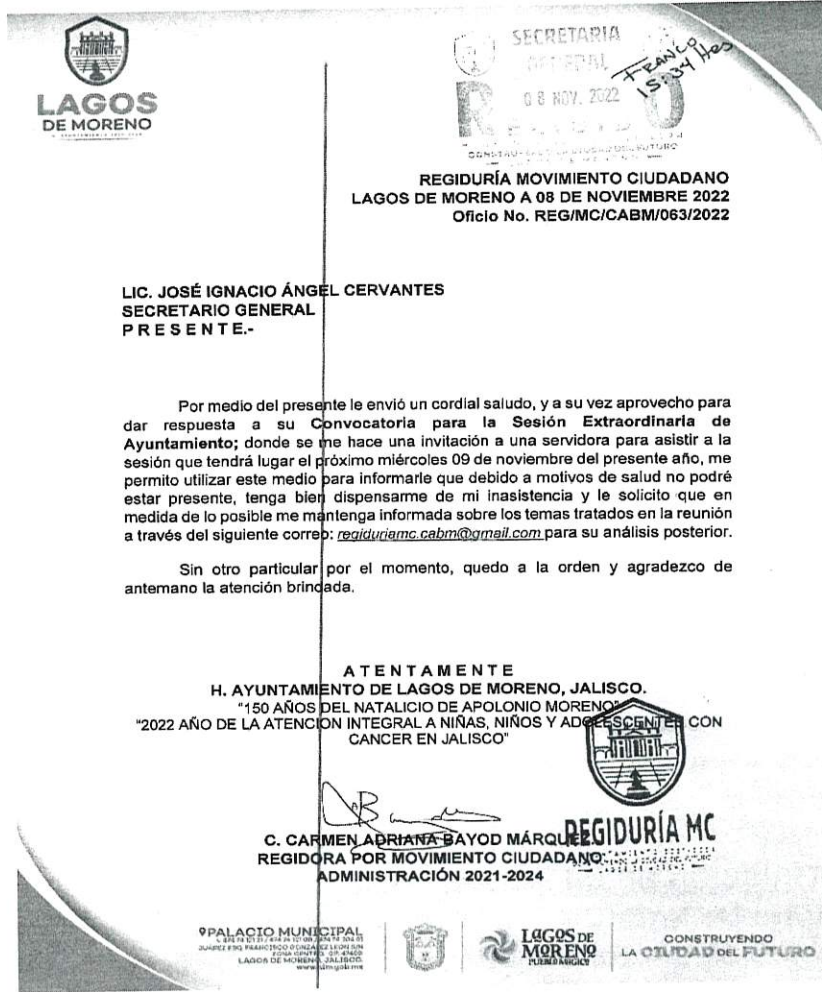 LAGOS
DE MORENO
SECRETARIA
08 NOV. 2022
FRANCO
15:34 Hrs
REGIDURÍA MOVIMIENTO CIUDADANO
LAGOS DE MORENO A 08 DE NOVIEMBRE 2022
Oficio No. REG/MC/CABM/063/2022
LIC. JOSÉ IGNACIO ÁNGEL CERVANTES
SECRETARIO GENERAL
P R E S E N T E.-
Por medio del presente le envió un cordial saludo, y a su vez aprovecho para
dar respuesta a su Convocatoria para la Sesión Extraordinaria de
Ayuntamiento; donde se me hace una invitación a una servidora para asistir a la
sesión que tendrá lugar el próximo miércoles 09 de noviembre del presente año, me
permito utilizar este medio para informarle que debido a motivos de salud no podré
estar presente, tenga bien dispensarme de mi inasistencia y le solicito que en
medida de lo posible me mantenga informada sobre los temas tratados en la reunión
a través del siguiente correo: regiduriamc.cabm@gmail.com para su análisis posterior.
Sin otro particular por el momento, quedo a la orden y agradezco de
antemano la atención brindada.
A T E N T A M E N T E
H. AYUNTAMIENTO DE LAGOS DE MORENO, JALISCO.
"150 AÑOS DEL NATALICIO DE APOLONIO MORENO"
"2022 AÑO DE LA ATENCION INTEGRAL A NIÑAS, NIÑOS Y ADOLESCENTES CON
CANCER EN JALISCO"
REGIDURÍA MC
C. CARMEN ADRIANA BAYOD MÁRQUEZ
REGIDORA POR MOVIMIENTO CIUDADANO
ADMINISTRACIÓN 2021-2024
PALACIO MUNICIPAL
LAGOS DE MORENO, JALISCO.
LAGOS DE
MORENO
PUEBLO MÁGICO
CONSTRUYENDO
LA CIUDAD DEL FUTURO